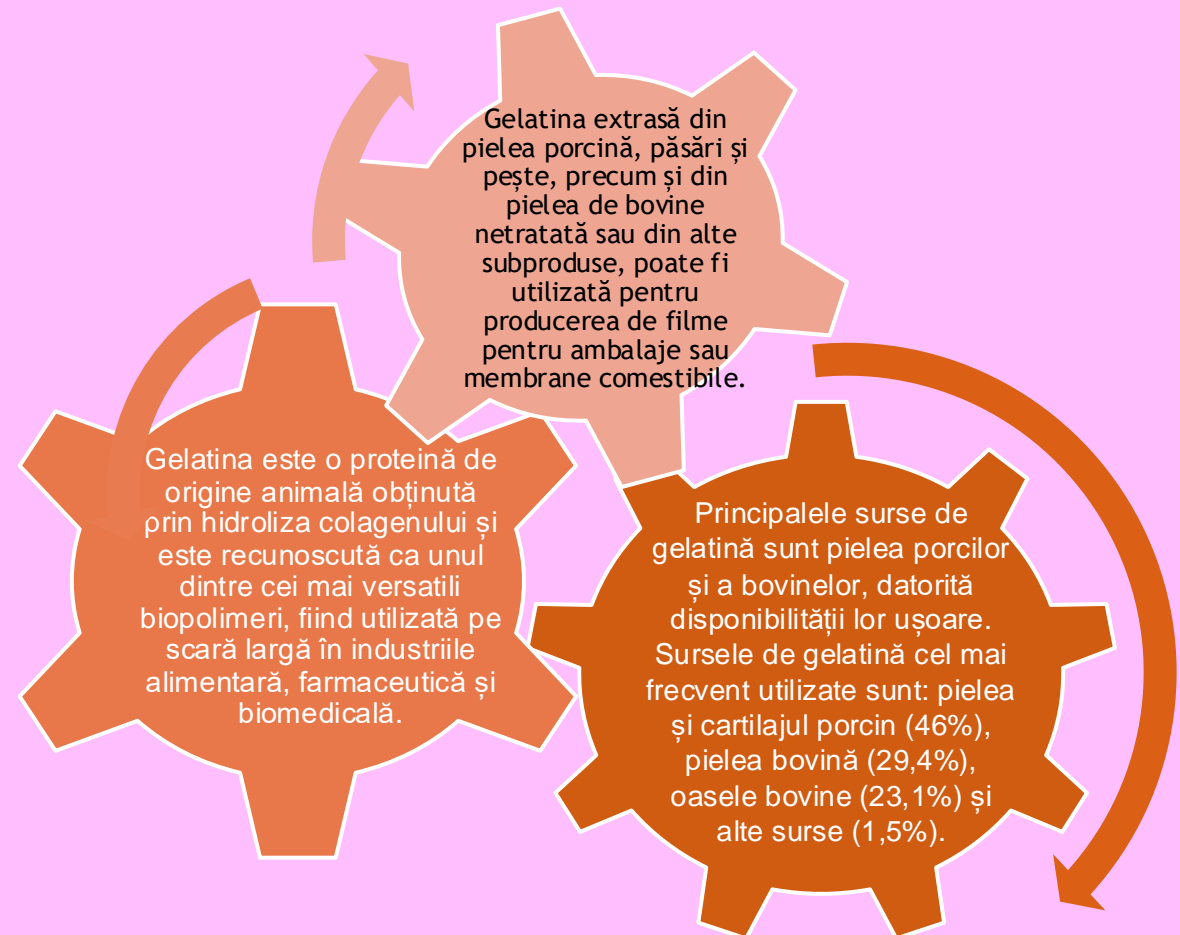 Gelatina extrasă din
pielea porcină, păsări și
pește, precum și din
pielea de bovine
netratată sau din alte
subproduse, poate fi
utilizată pentru
producerea de filme
pentru ambalaje sau
membrane comestibile.
Gelatina este o proteină de
origine animală obținută
prin hidroliza colagenului și
este recunoscută ca unul
dintre cei mai versatili
biopolimeri, fiind utilizată pe
scară largă în industriile
alimentară, farmaceutică și
biomedicală.
Principalele surse de
gelatină sunt pielea porcilor
și a bovinelor, datorită
disponibilității lor ușoare.
Sursele de gelatină cel mai
frecvent utilizate sunt: pielea
și cartilajul porcin (46%),
pielea bovină (29,4%),
oasele bovine (23,1%) și
alte surse (1,5%).